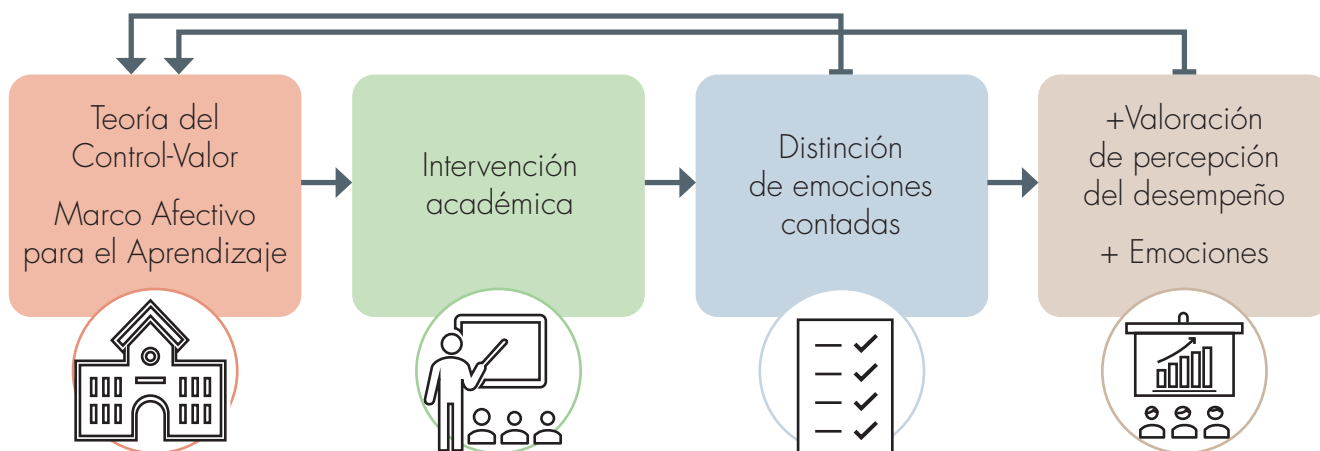 Teoría del
Control-Valor
Marco Afectivo
para el Aprendizaje
Intervención
académica
Distinción
de emociones
contadas
+Valoración
de percepción
del desempeño
+ Emociones